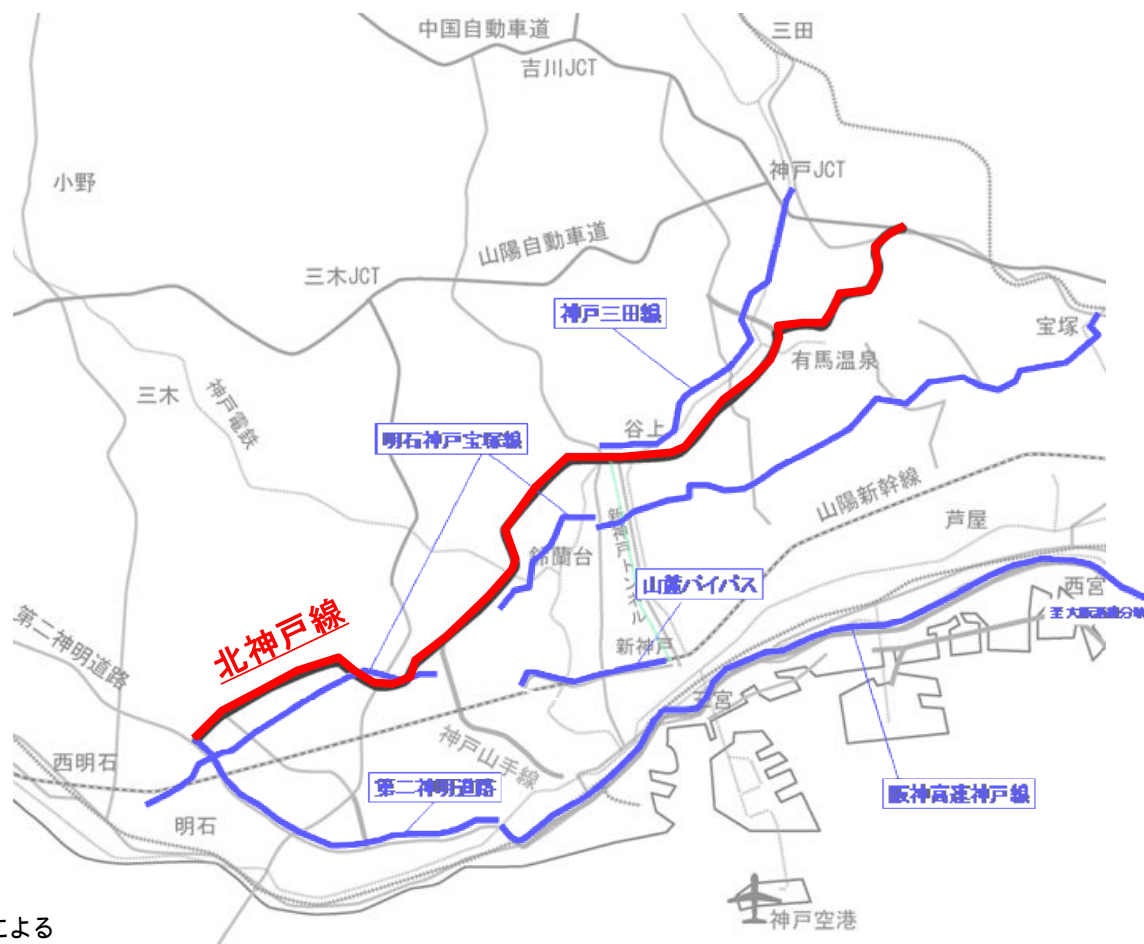 中国自動車道
三田
吉川JCT
神戸JCT
小野
山陽自動車道
三木JCT
神戸三田線
宝塚
有馬温泉
三木
神戸電鉄
谷上
明石神戸宝塚線
山陽新幹線
芦屋
鈴蘭台
新神戸トンネル
山麓バイパス
西宮
第二神明道路
北神戸線
新神戸
三宮
神戸山手線
西明石
第二神明道路
阪神高速神戸線
明石
神戸空港
による